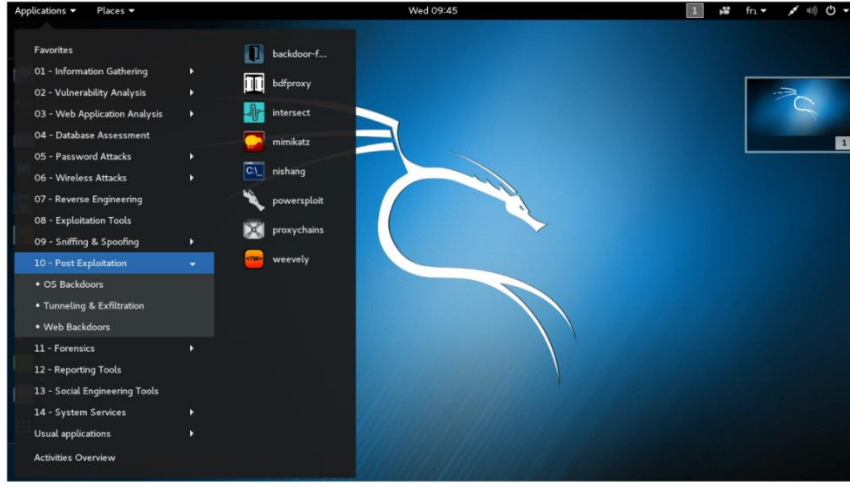 Applications Places Wed 09:45 1 fr₁
Favorites
01 - Information Gathering
02 - Vulnerability Analysis
03 - Web Application Analysis
04 - Database Assessment
05 - Password Attacks
06 - Wireless Attacks
07 - Reverse Engineering
08 - Exploitation Tools
09 - Sniffing & Spoofing
10 - Post Exploitation
• OS Backdoors
• Tunneling & Exfiltration
• Web Backdoors
11 - Forensics
12 - Reporting Tools
13 - Social Engineering Tools
14 - System Services
Usual applications
Activities Overview
backdoor-f...
bdfproxy
intersect
mimikatz
C:\_ nishang
powersploit
proxychains
weevely
1